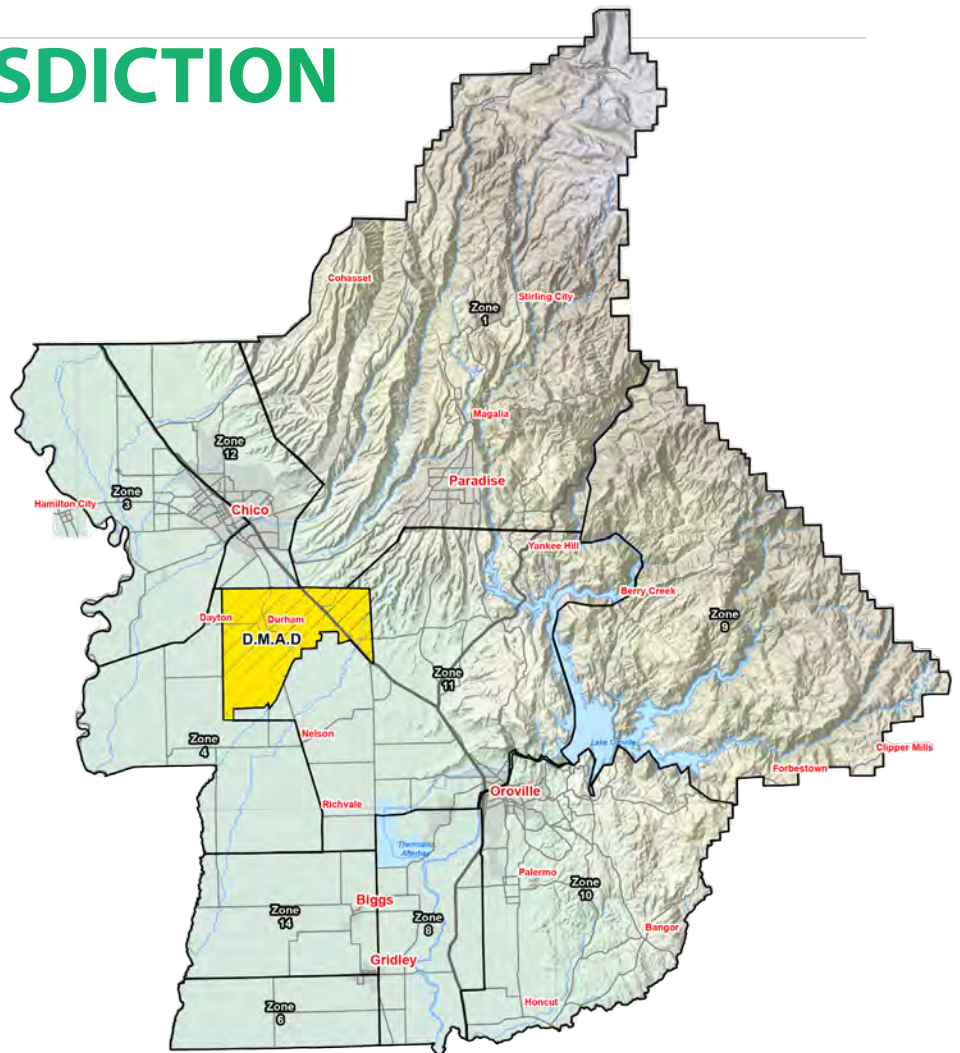 SDICTION
Cohasset
Stirling City
Zone
1
Magalia
Zone
12
Paradise
Zone
3
Hamilton City
Chico
Yankee Hill
Berry Creek
Zone
9
Dayton
Durham
D.M.A.D
Zone
11
Nelson
Zone
4
Lake Oroville
Clipper Mills
Forbestown
Oroville
Richvale
Thermalito
Afterbay
Palermo
Zone
10
Biggs
Zone
14
Zone
8
Bangor
Gridley
Honcut
Zone
6